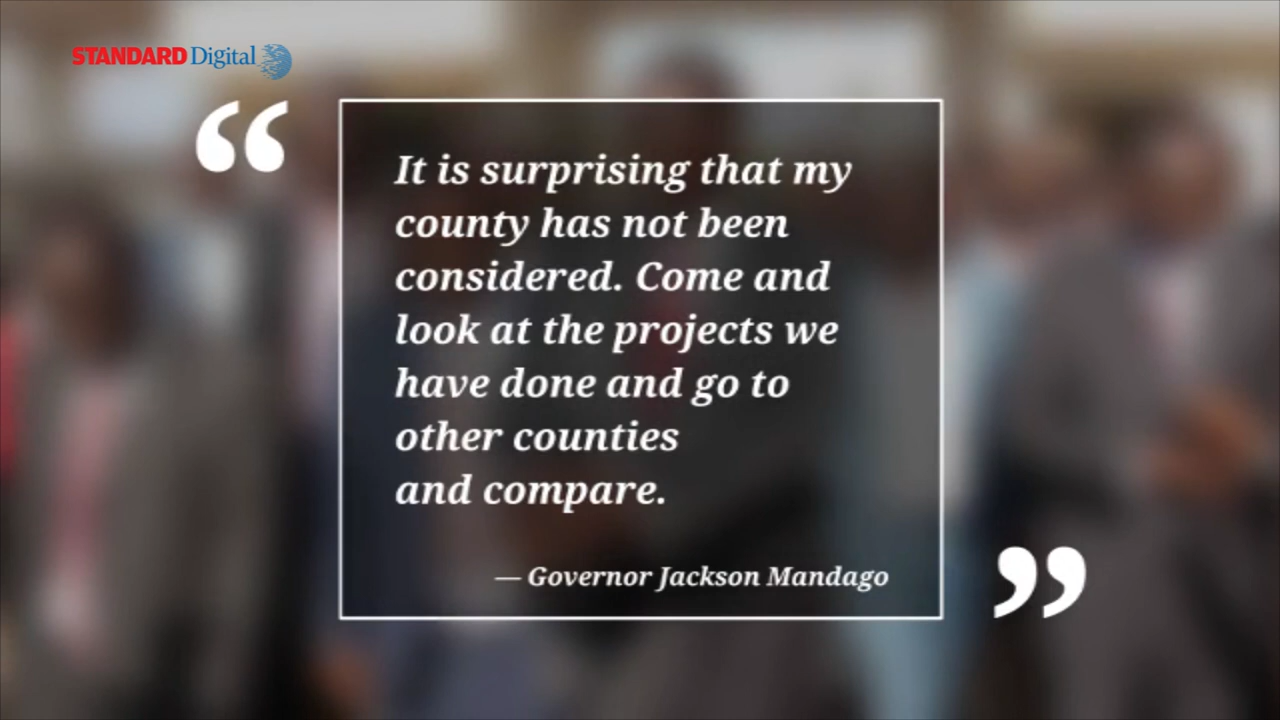 STANDARD Digital
“
It is surprising that my
county has not been
considered. Come and
look at the projects we
have done and go to
other counties
and compare.
— Governor Jackson Mandago
”